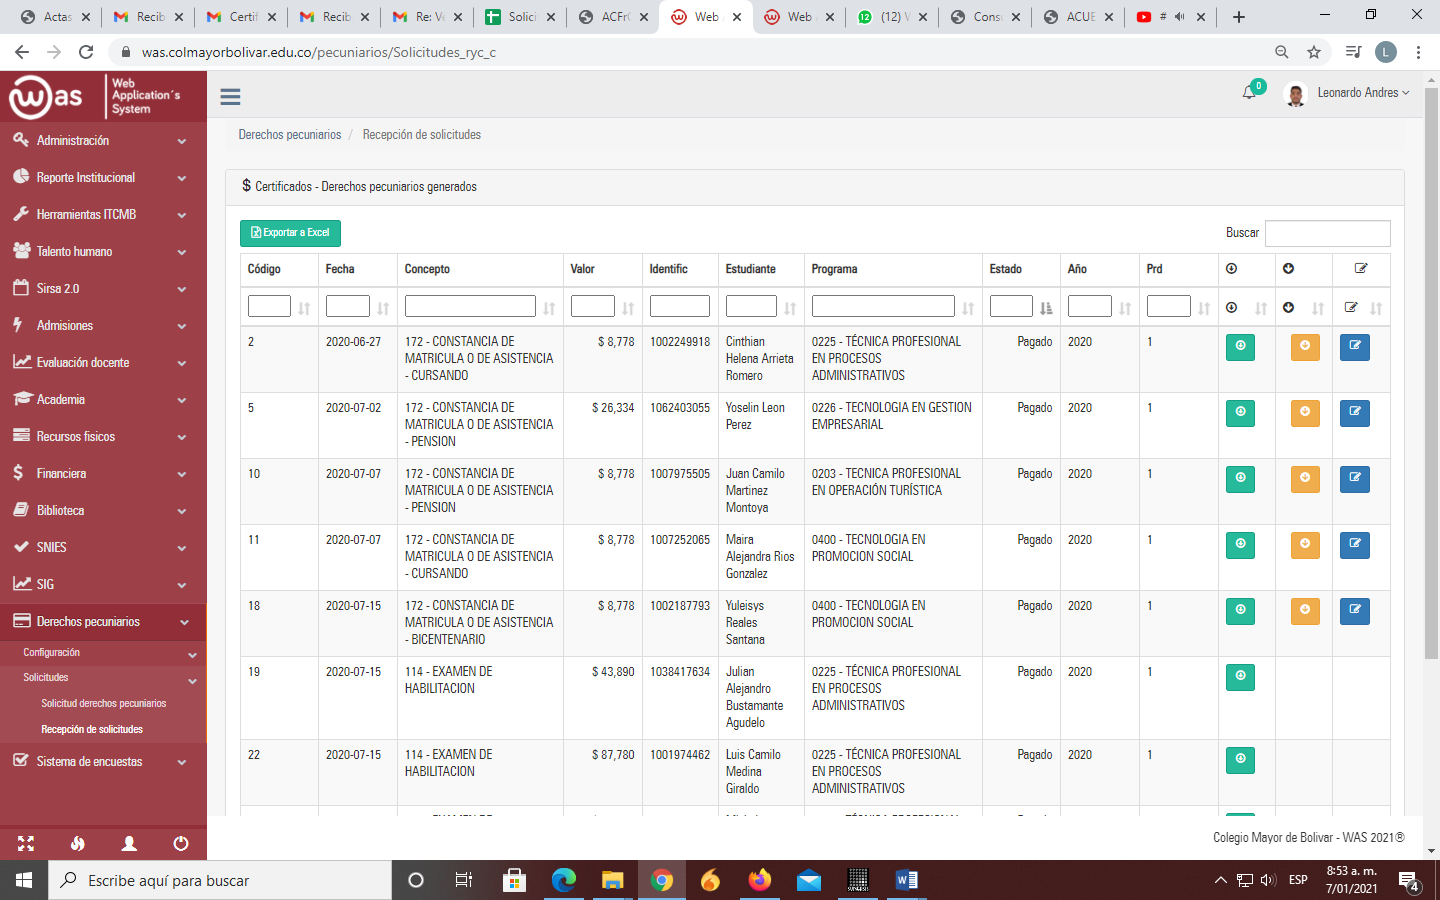 Actas
Recib
Certif
Recib
Re: Ve
Solici
ACFrC
Web A
Web A
(12) W
Consu
ACUE
#
was.colmayorbolivar.edu.co/pecuniarios/Solicitudes_ryc_c
L
was
Web
Application´s
System
0
Leonardo Andres
Administración
Reporte Institucional
Herramientas ITCMB
Talento humano
Sirsa 2.0
Admisiones
Evaluación docente
Academia
Recursos fisicos
Financiera
Biblioteca
SNIES
SIG
Derechos pecuniarios
Configuración
Solicitudes
Solicitud derechos pecuniarios
Recepción de solicitudes
Sistema de encuestas
Derechos pecuniarios / Recepción de solicitudes
$ Certificados - Derechos pecuniarios generados
Exportar a Excel
Buscar
Código Fecha Concepto Valor Identific Estudiante Programa Estado Año Prd
2 2020-06-27 172 - CONSTANCIA DE $ 8,778 1002249918 Cinthian 0225 - TÉCNICA PROFESIONAL Pagado 2020 1
MATRICULA O DE ASISTENCIA Helena Arrieta EN PROCESOS
- CURSANDO Romero ADMINISTRATIVOS
5 2020-07-02 172 - CONSTANCIA DE $ 26,334 1062403055 Yoselin Leon 0226 - TECNOLOGIA EN GESTION Pagado 2020 1
MATRICULA O DE ASISTENCIA Perez EMPRESARIAL
- PENSION
10 2020-07-07 172 - CONSTANCIA DE $ 8,778 1007975505 Juan Camilo 0203 - TECNICA PROFESIONAL Pagado 2020 1
MATRICULA O DE ASISTENCIA Martinez EN OPERACIÓN TURÍSTICA
- PENSION Montoya
11 2020-07-07 172 - CONSTANCIA DE $ 8,778 1007252065 Maira 0400 - TECNOLOGIA EN Pagado 2020 1
MATRICULA O DE ASISTENCIA Alejandra Rios PROMOCION SOCIAL
- CURSANDO Gonzalez
18 2020-07-15 172 - CONSTANCIA DE $ 8,778 1002187793 Yuleisys 0400 - TECNOLOGIA EN Pagado 2020 1
MATRICULA O DE ASISTENCIA Reales PROMOCION SOCIAL
- BICENTENARIO Santana
19 2020-07-15 114 - EXAMEN DE $ 43,890 1038417634 Julian 0225 - TÉCNICA PROFESIONAL Pagado 2020 1
HABILITACION Alejandro EN PROCESOS
Bustamante ADMINISTRATIVOS
Agudelo
22 2020-07-15 114 - EXAMEN DE $ 87,780 1001974462 Luis Camilo 0225 - TÉCNICA PROFESIONAL Pagado 2020 1
HABILITACION Medina EN PROCESOS
Giraldo ADMINISTRATIVOS
Colegio Mayor de Bolivar - WAS 2021®
Escribe aquí para buscar
ESP
8:53 a. m.
7/01/2021
4